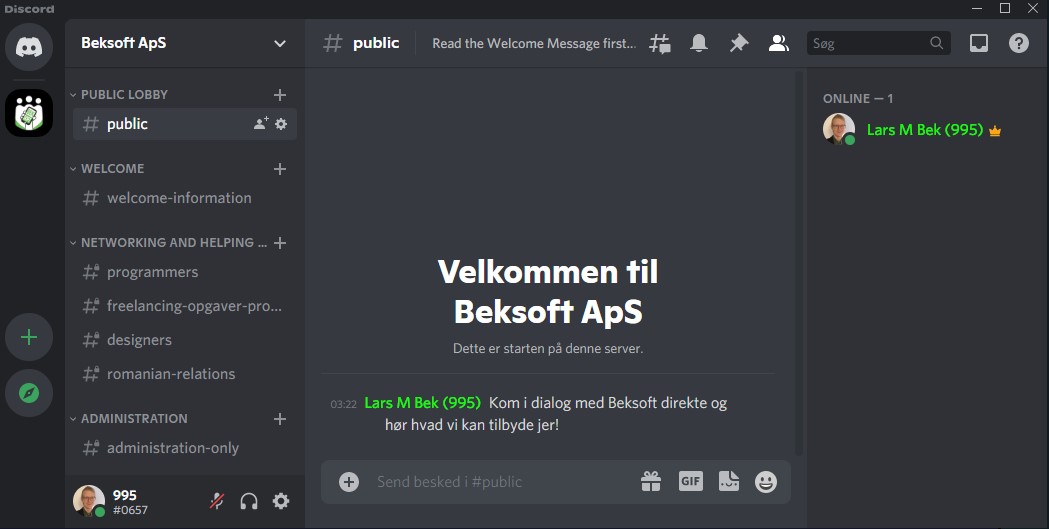 Discord
Beksoft ApS
PUBLIC LOBBY
public
WELCOME
welcome-information
NETWORKING AND HELPING ...
programmers
freelancing-opgaver-pro...
designers
romanian-relations
ADMINISTRATION
administration-only
995
#0657
# public
Read the Welcome Message first...
Velkommen til
Beksoft ApS
Dette er starten på denne server.
03:22 Lars M Bek (995) Kom i dialog med Beksoft direkte og
hør hvad vi kan tilbyde jer!
Send besked i #public
GIF
Søg
ONLINE — 1
Lars M Bek (995)